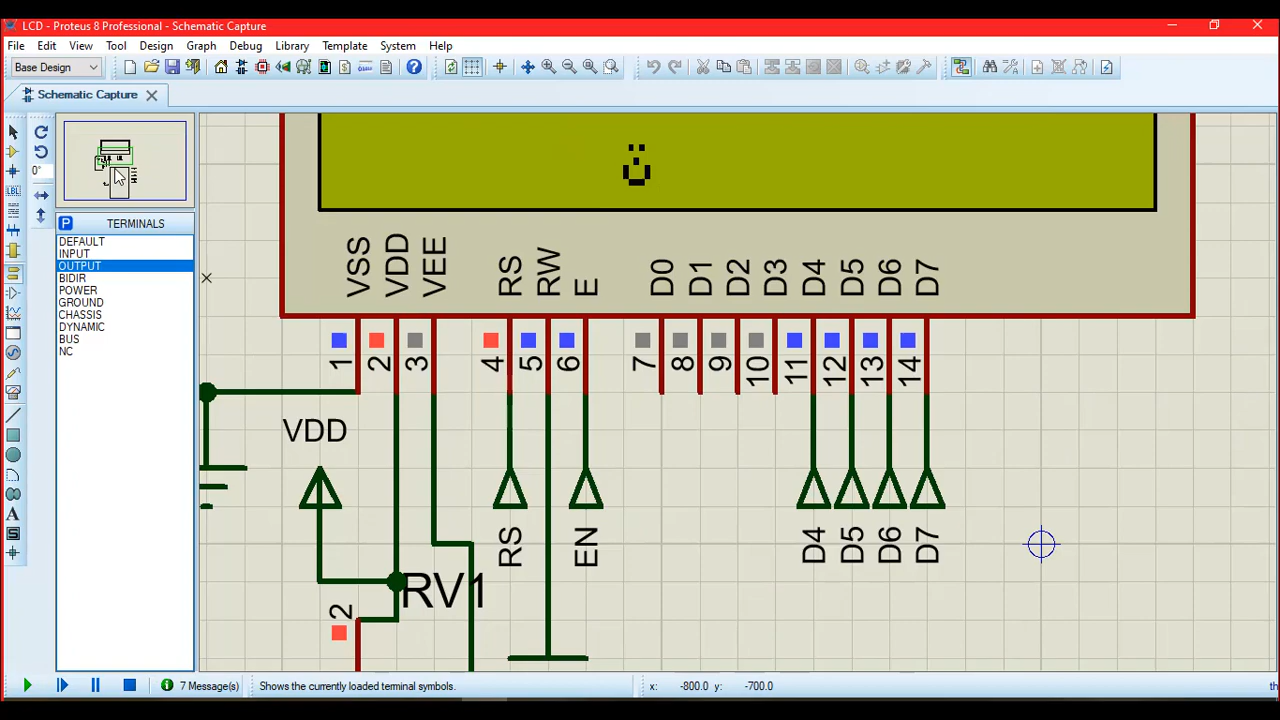 LCD - Proteus 8 Professional - Schematic Capture
File Edit View Tool Design Graph Debug Library Template System Help
Base Design
Schematic Capture
0°
P TERMINALS
DEFAULT
INPUT
OUTPUT
BIDIR
POWER
GROUND
CHASSIS
DYNAMIC
BUS
NC
LBL
A
S
VSS VDD VEE RS RW E D0 D1 D2 D3 D4 D5 D6 D7
1 2 3 4 5 6 7 8 9 10 11 12 13 14
VDD
RS EN D4 D5 D6 D7
RV1
2
7 Message(s) Shows the currently loaded terminal symbols. x: -800.0 y: -700.0 th